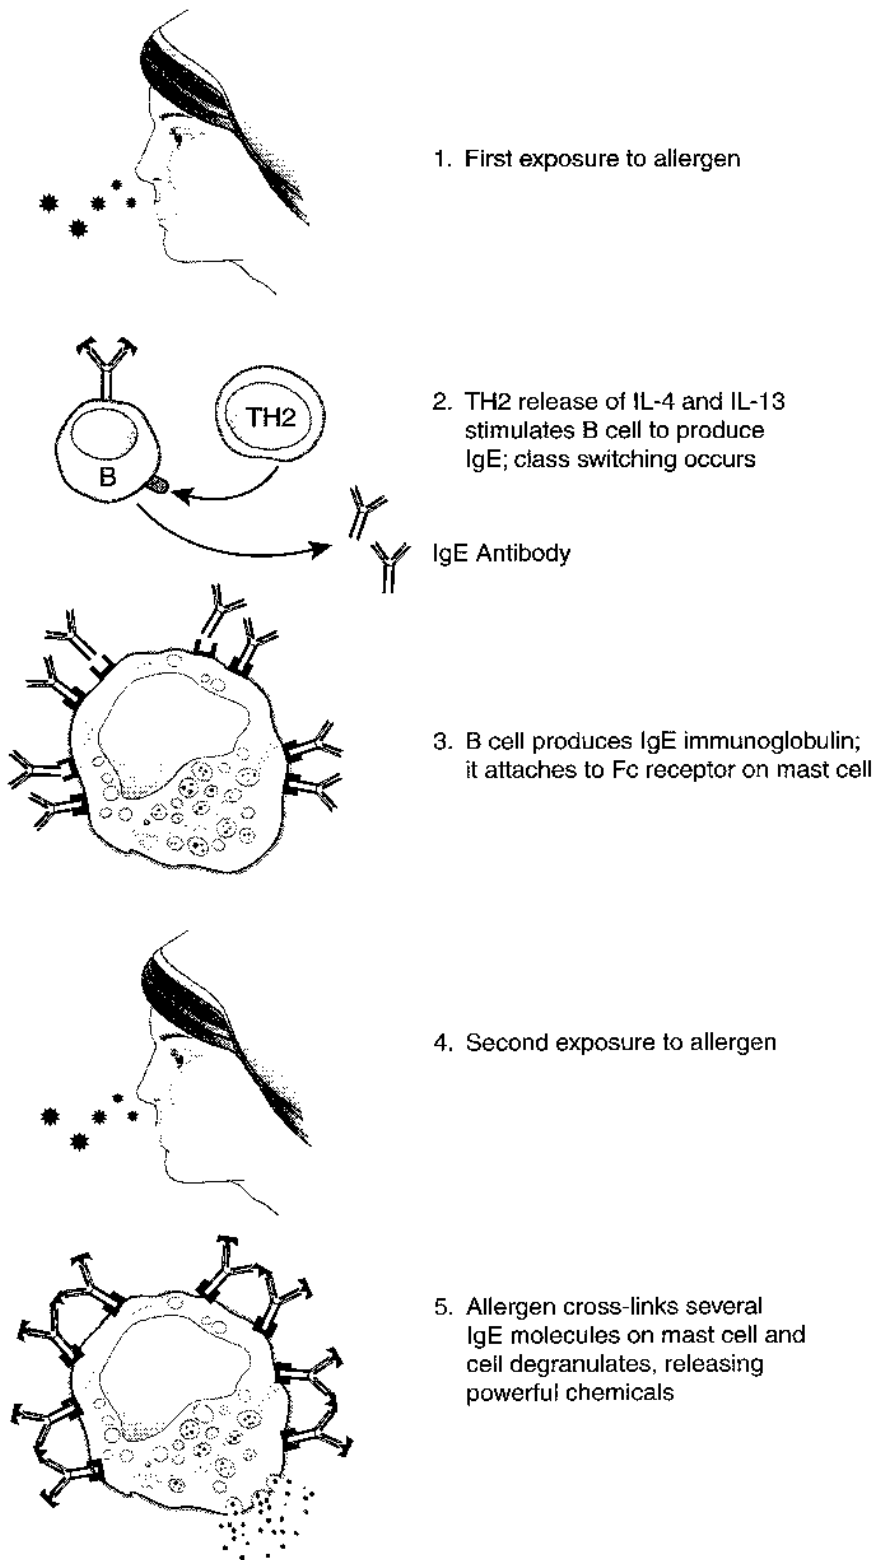 1. First exposure to allergen
TH2
B
2. TH2 release of IL-4 and IL-13
stimulates B cell to produce
IgE; class switching occurs
IgE Antibody
3. B cell produces IgE immunoglobulin;
it attaches to Fc receptor on mast cell
4. Second exposure to allergen
5. Allergen cross-links several
IgE molecules on mast cell and
cell degranulates, releasing
powerful chemicals